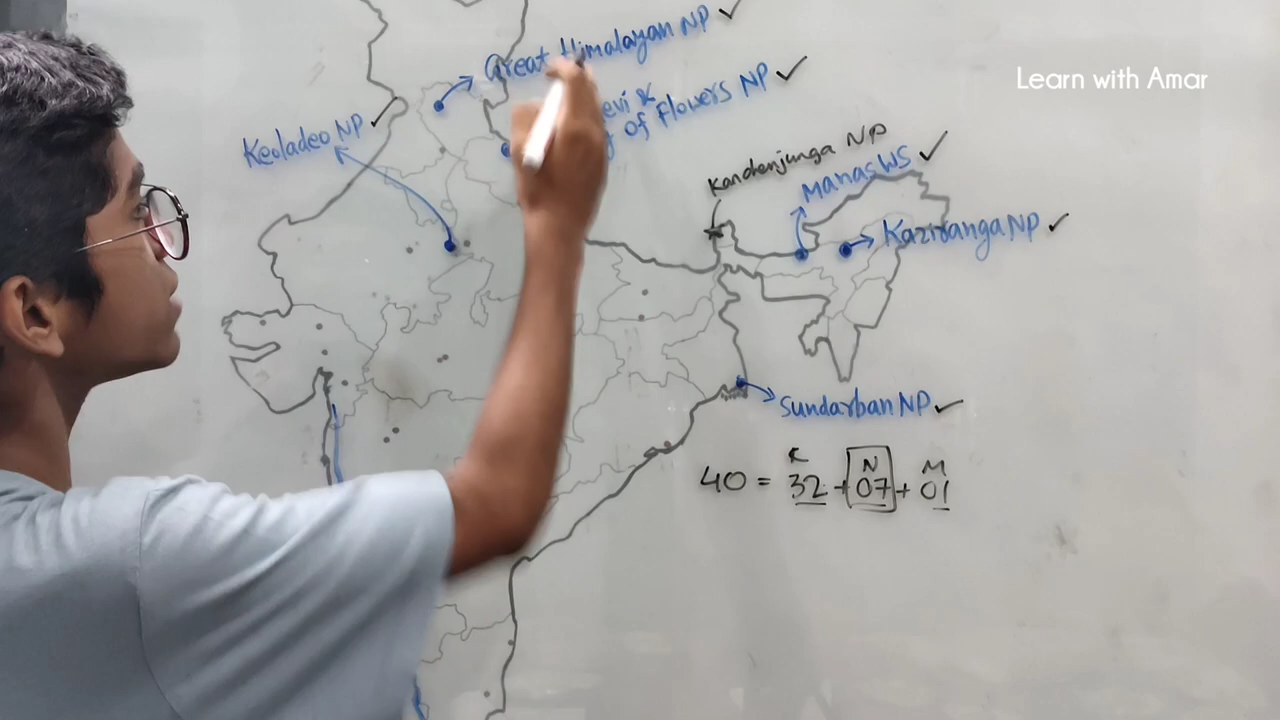 Great Himalayan NP
Learn with Amar
evi &
of Flowers NP
Keoladeo NP
Kanchenjunga NP
Manas WS
Kaziranga NP
Sundarban NP
K N M
40 = 32 + 07 + 01